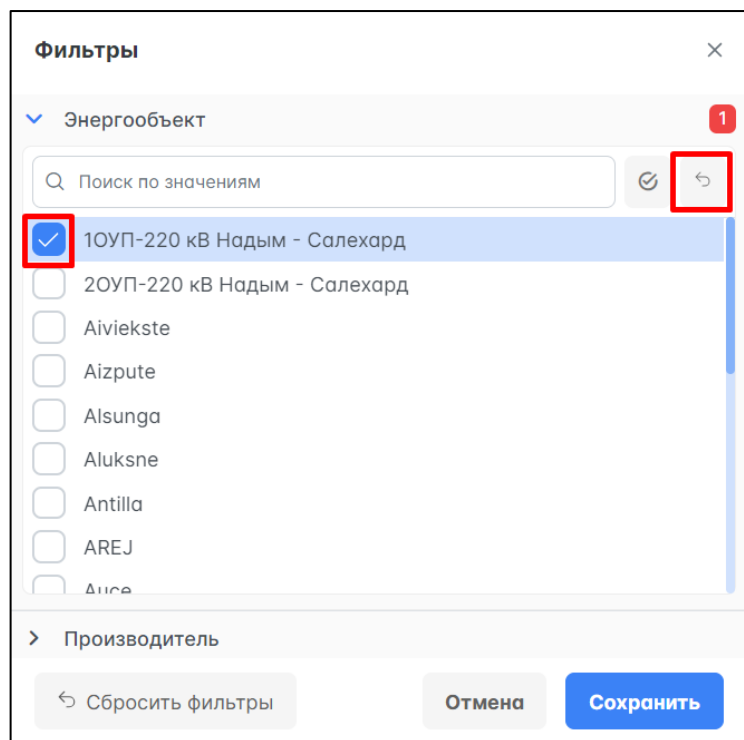 Фильтры
Энергообъект 1
Поиск по значениям
1ОУП-220 кВ Надым - Салехард
2ОУП-220 кВ Надым - Салехард
Aiviekste
Aizpute
Alsunga
Aluksne
Antilla
AREJ
Auce
Производитель
Сбросить фильтры Отмена Сохранить